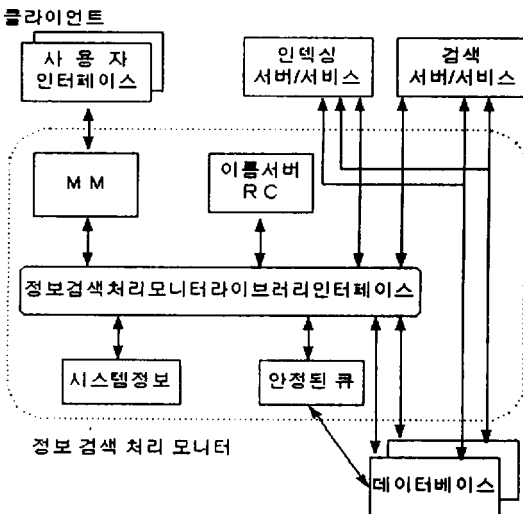 클라이언트
사 용 자
인터페이스
인덱싱
서버/서비스
검색
서버/서비스
M M
이름서버
R C
정보검색처리모니터라이브러리인터페이스
시스템정보
안정된 큐
정보 검색 처리 모니터
데이터베이스